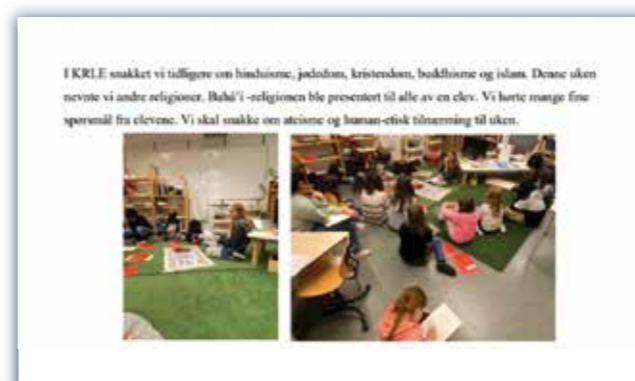 I KRLE snakket vi tidligere om hinduisme, jødedom, kristendom, buddhisme og islam. Denne uken
nevnte vi andre religioner. Bahá'í -religionen ble presentert til alle av en elev. Vi hørte mange fine
spørsmål fra elevene. Vi skal snakke om ateisme og human-etisk tilnærming til uken.